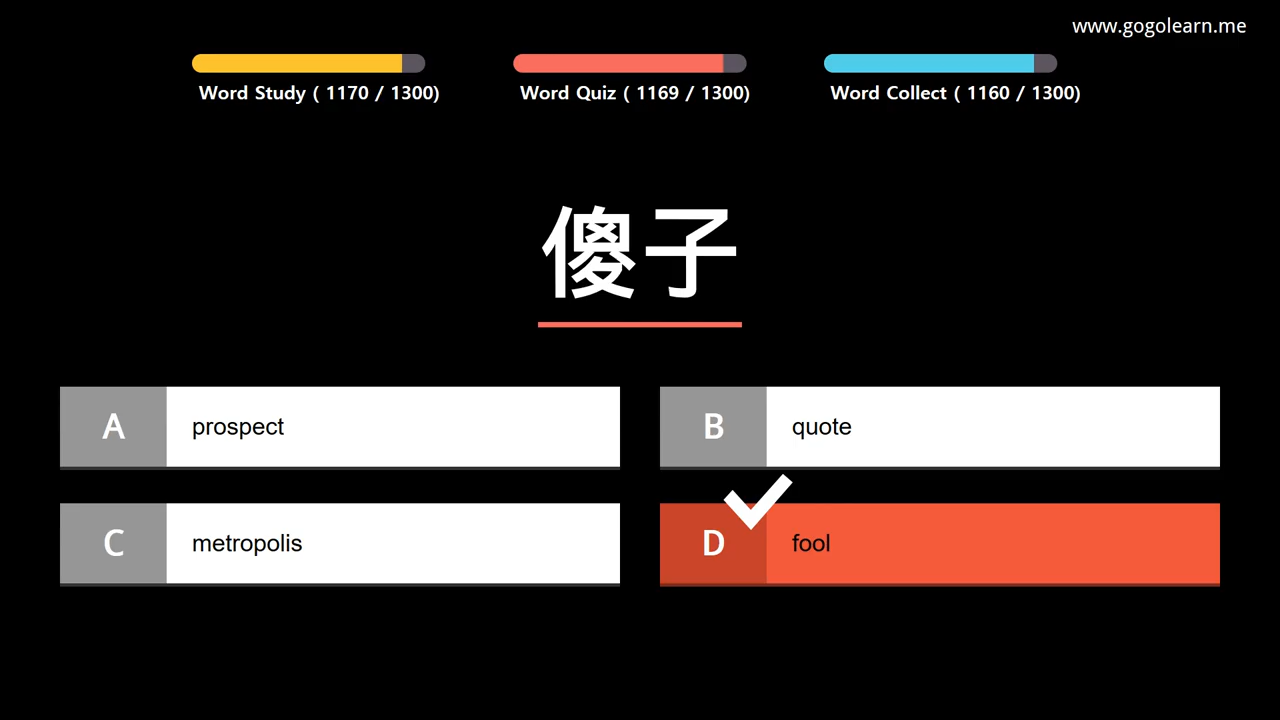 www.gogolearn.me
Word Study ( 1170 / 1300)
Word Quiz ( 1169 / 1300)
Word Collect ( 1160 / 1300)
傻子
A prospect
B quote
C metropolis
D fool